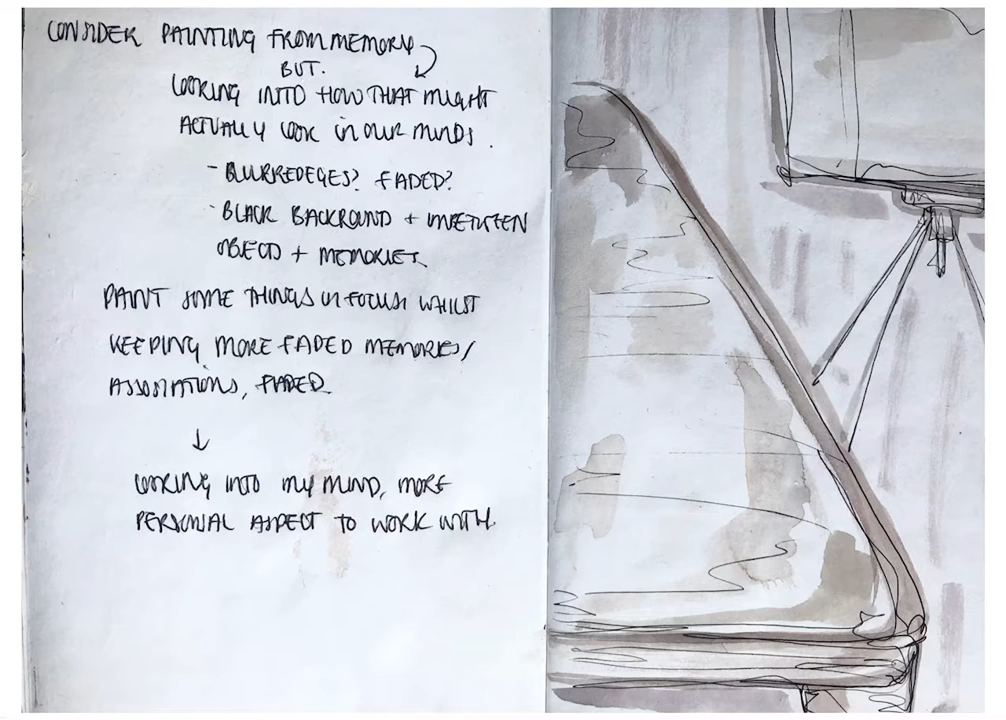 CONSIDER PAINTING FROM MEMORY
BUT.
LOOKING INTO HOW THAT MIGHT
ACTUALLY LOOK IN OUR MINDS.
- BLURRED EDGES? FADED?
- BLACK BACKGROUND + INBETWEEN
OBJECTS + MEMORIES
PAINT SOME THINGS IN FOCUS WHILST
KEEPING MORE FADED MEMORIES/
ASSOCIATIONS, FADED
↓
LOOKING INTO MY MIND, MORE
PERSONAL ASPECT TO WORK WITH.